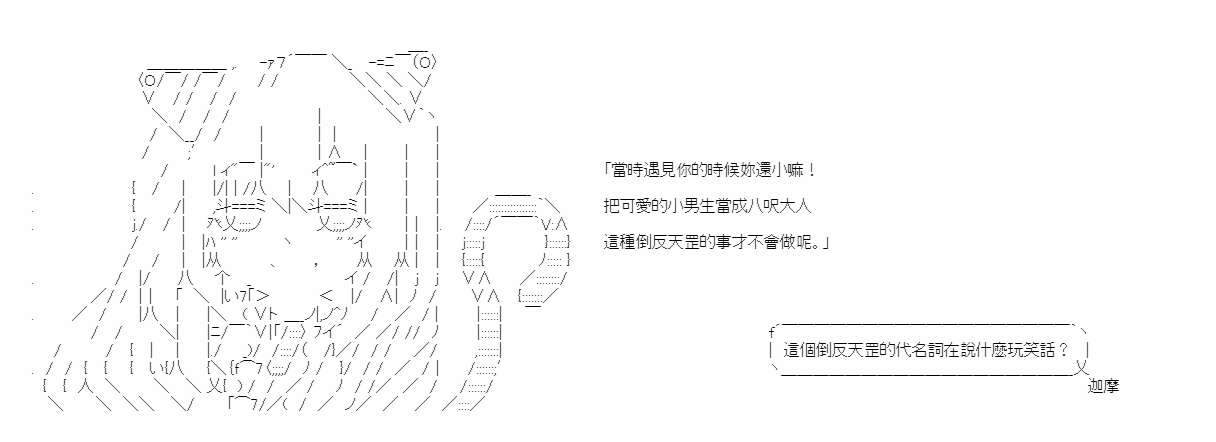 「當時遇見你的時候妳還小嘛！
把可愛的小男生當成八呎大人
這種倒反天罡的事才不會做呢。」
這個倒反天罡的代名詞在說什麼玩笑話？
迦摩